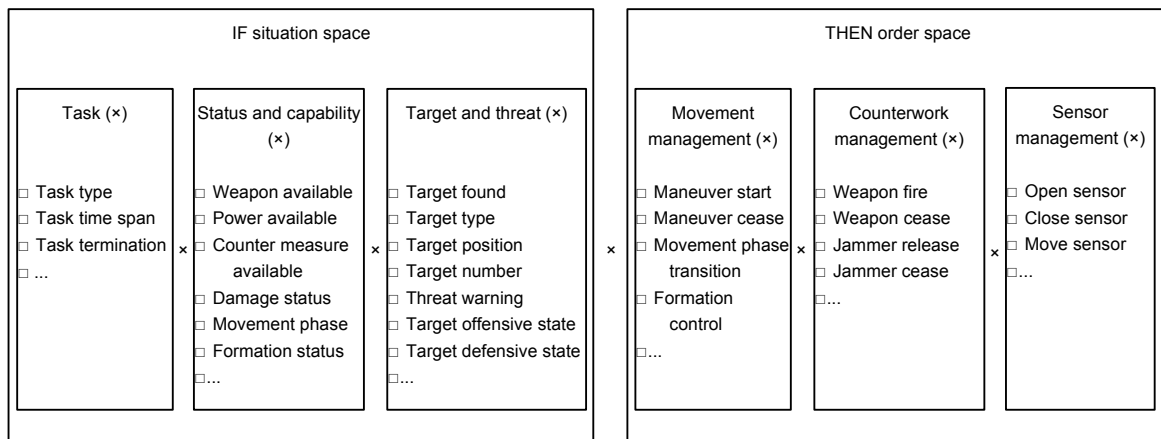 IF situation space
Task (×)
□ Task type
□ Task time span
□ Task termination
□ ...
×
Status and capability
(×)
□ Weapon available
□ Power available
□ Counter measure
available
□ Damage status
□ Movement phase
□ Formation status
□ ...
×
Target and threat (×)
□ Target found
□ Target type
□ Target position
□ Target number
□ Threat warning
□ Target offensive state
□ Target defensive state
□ ...
×
THEN order space
Movement
management (×)
□ Maneuver start
□ Maneuver cease
□ Movement phase
transition
□ Formation
control
□ ...
×
Counterwork
management (×)
□ Weapon fire
□ Weapon cease
□ Jammer release
□ Jammer cease
□ ...
×
Sensor
management (×)
□ Open sensor
□ Close sensor
□ Move sensor
□ ...